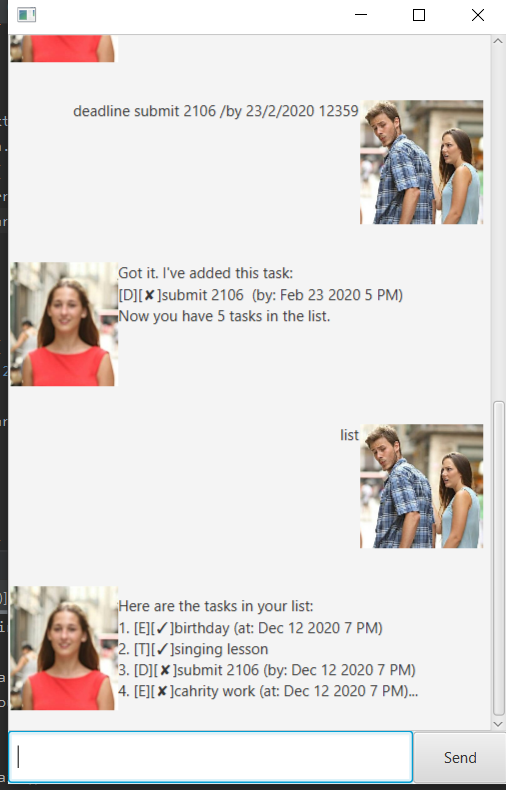 deadline submit 2106 /by 23/2/2020 12359
Got it. I've added this task:
[D][✘]submit 2106  (by: Feb 23 2020 5 PM)
Now you have 5 tasks in the list.
list
Here are the tasks in your list:
1. [E][✓]birthday (at: Dec 12 2020 7 PM)
2. [T][✓]singing lesson
3. [D][✘]submit 2106 (by: Dec 12 2020 7 PM)
4. [E][✘]cahrity work (at: Dec 12 2020 7 PM)...
Send